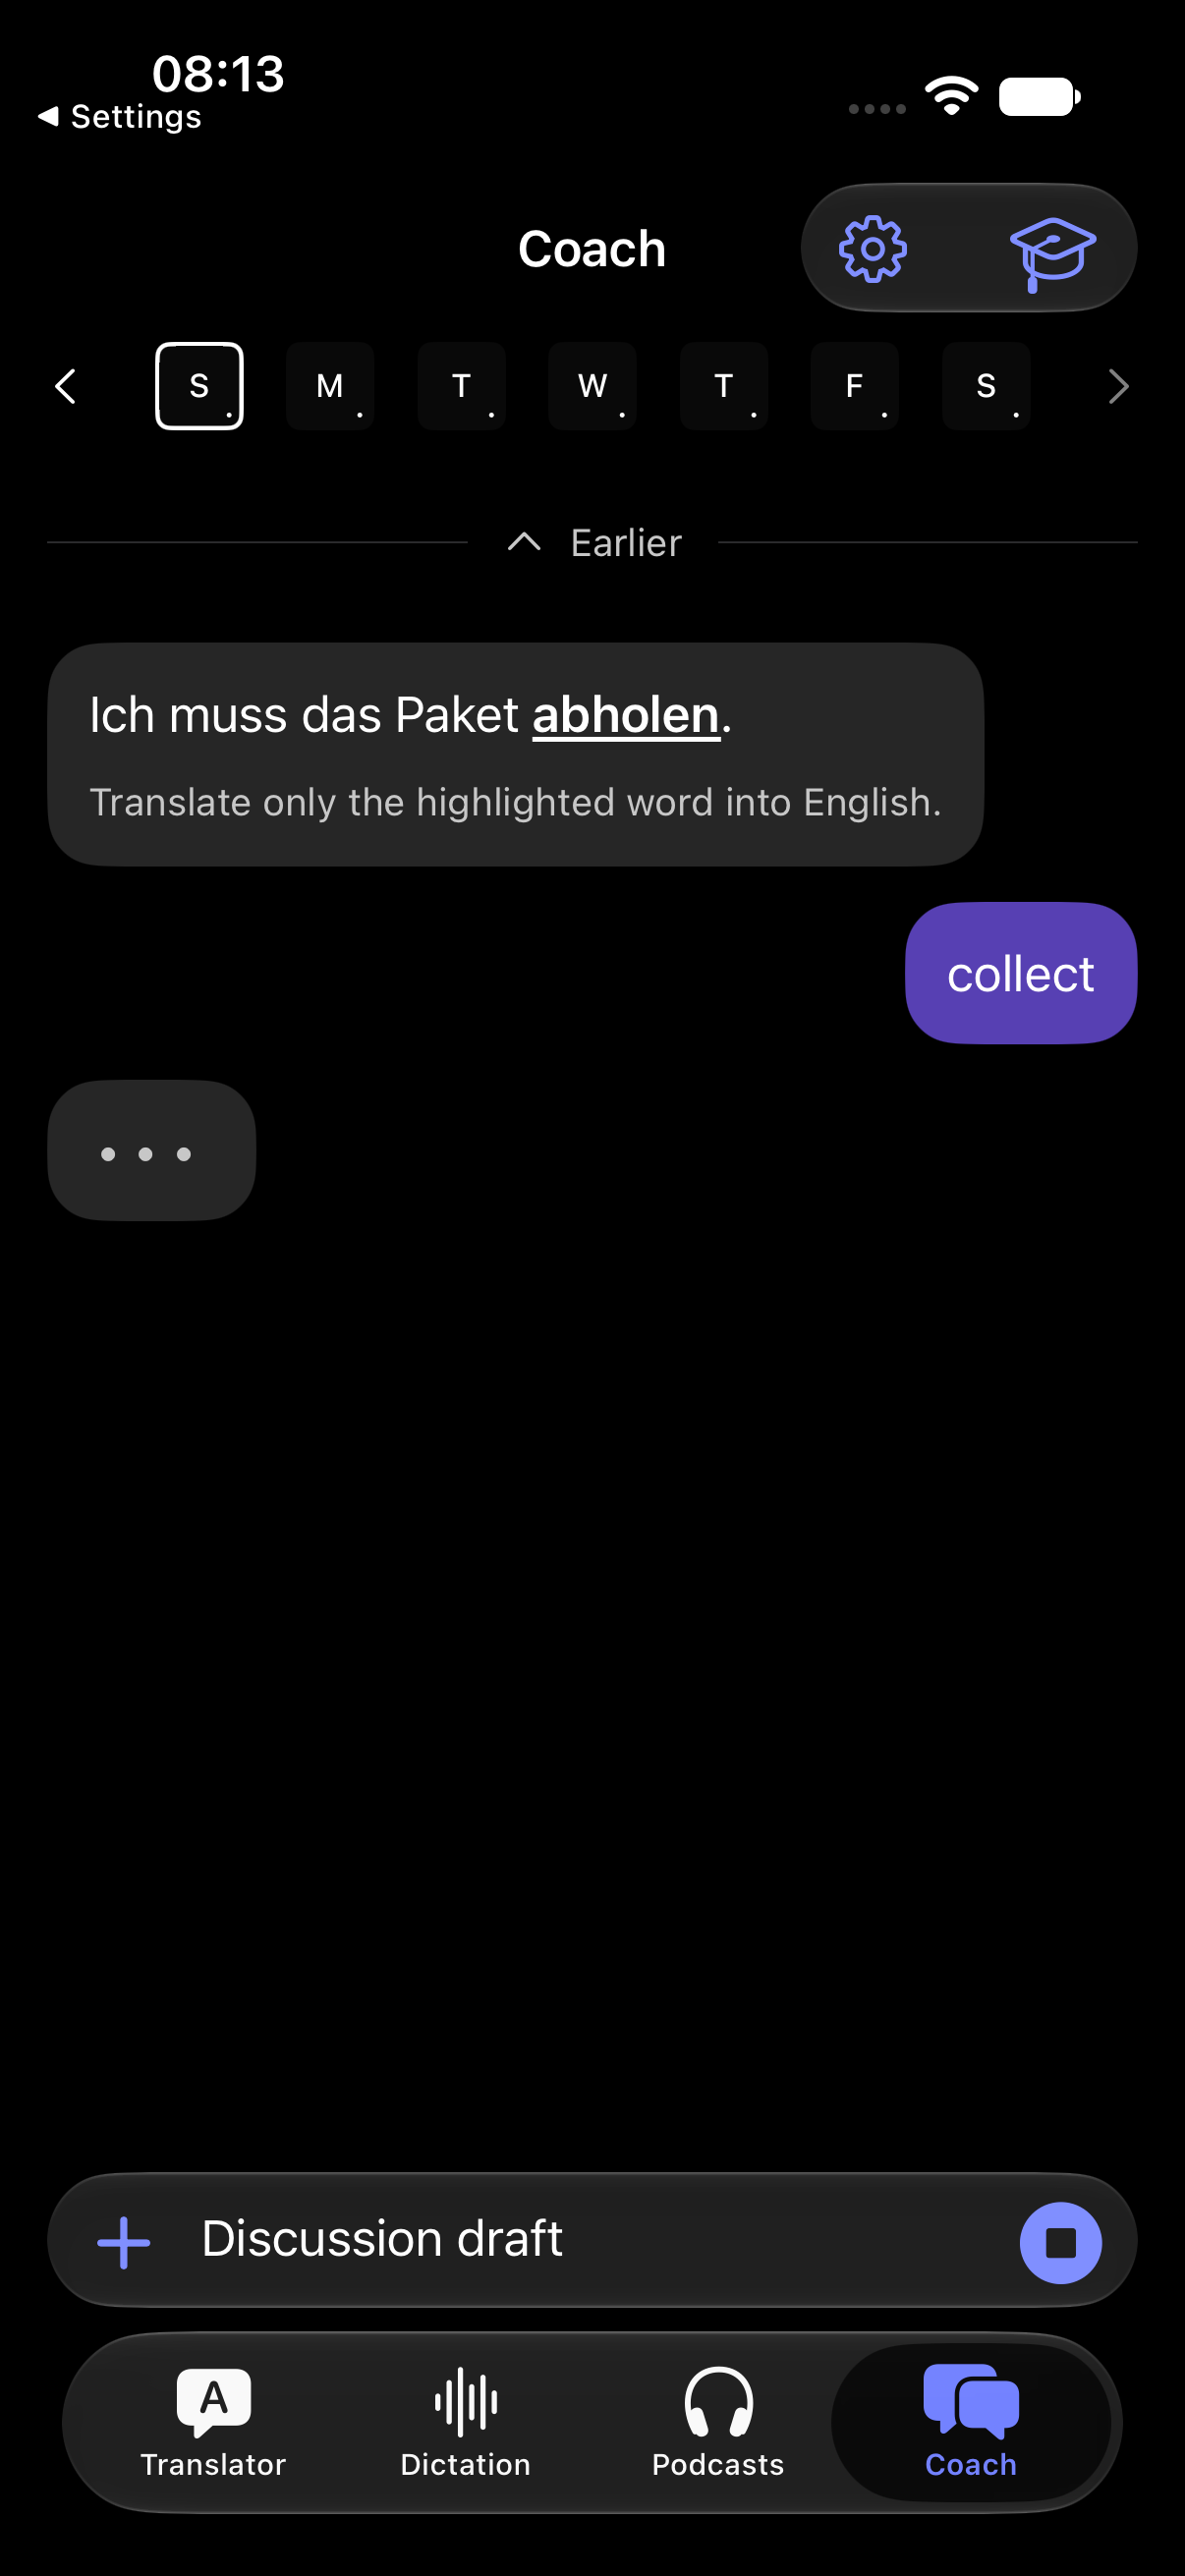 08:13
Settings
Coach
S M T W T F S
Earlier
Ich muss das Paket abholen.
Translate only the highlighted word into English.
collect
Discussion draft
A
Translator Dictation Podcasts Coach